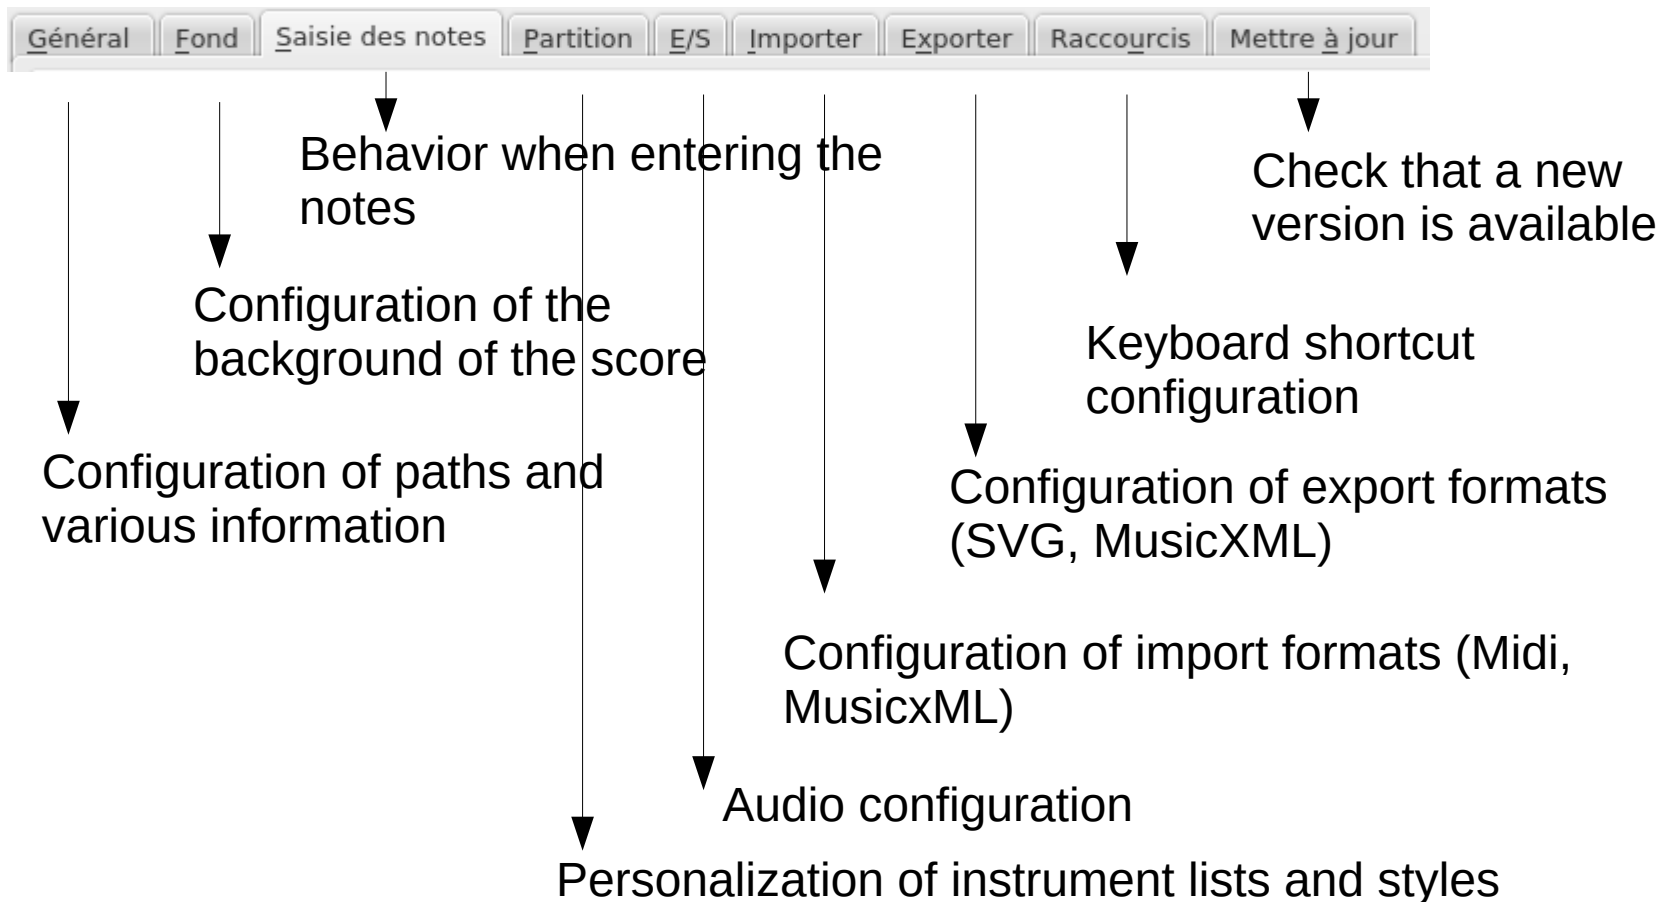 Général Fond Saisie des notes Partition E/S Importer Exporter Raccourcis Mettre à jour
Behavior when entering the
notes
Check that a new
version is available
Configuration of the
background of the score
Keyboard shortcut
configuration
Configuration of paths and
various information
Configuration of export formats
(SVG, MusicXML)
Configuration of import formats (Midi,
MusicxML)
Audio configuration
Personalization of instrument lists and styles